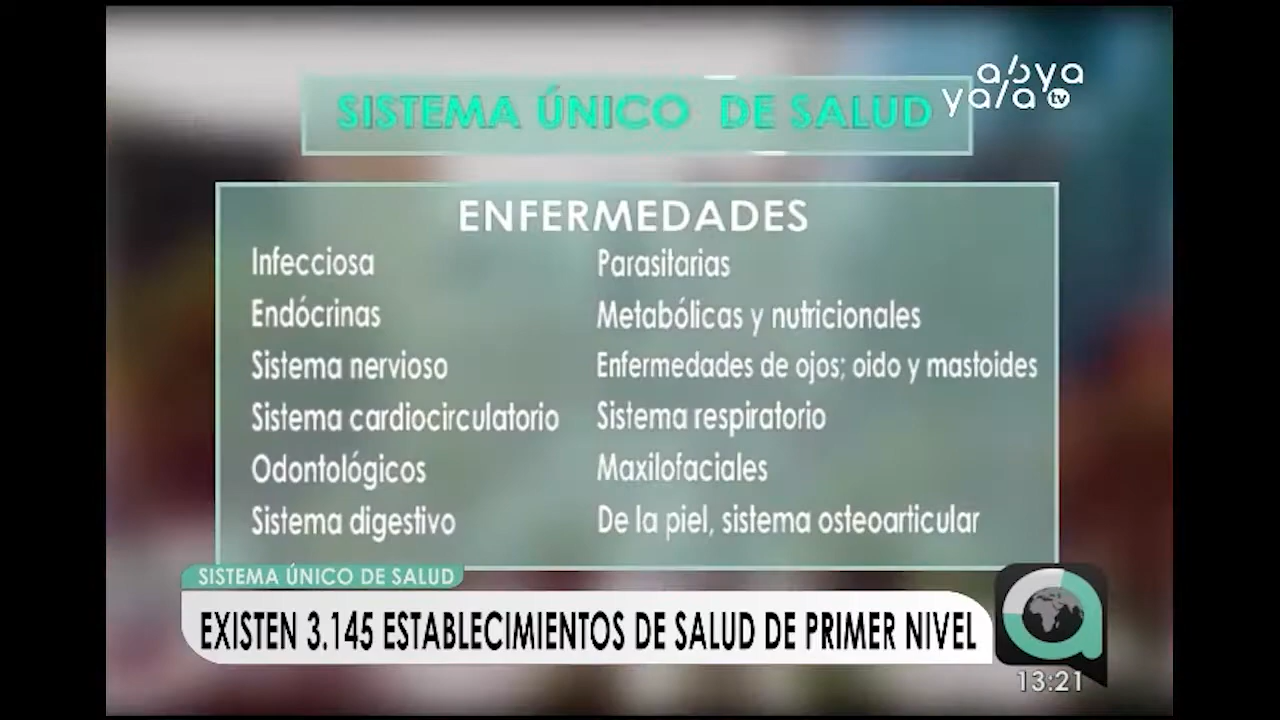 abya
yala tv
SISTEMA ÚNICO DE SALUD
ENFERMEDADES
Infecciosa
Parasitarias
Endócrinas
Metabólicas y nutricionales
Sistema nervioso
Enfermedades de ojos; oido y mastoides
Sistema cardiocirculatorio
Sistema respiratorio
Odontológicos
Maxilofaciales
Sistema digestivo
De la piel, sistema osteoarticular
SISTEMA ÚNICO DE SALUD
EXISTEN 3.145 ESTABLECIMIENTOS DE SALUD DE PRIMER NIVEL
13:21